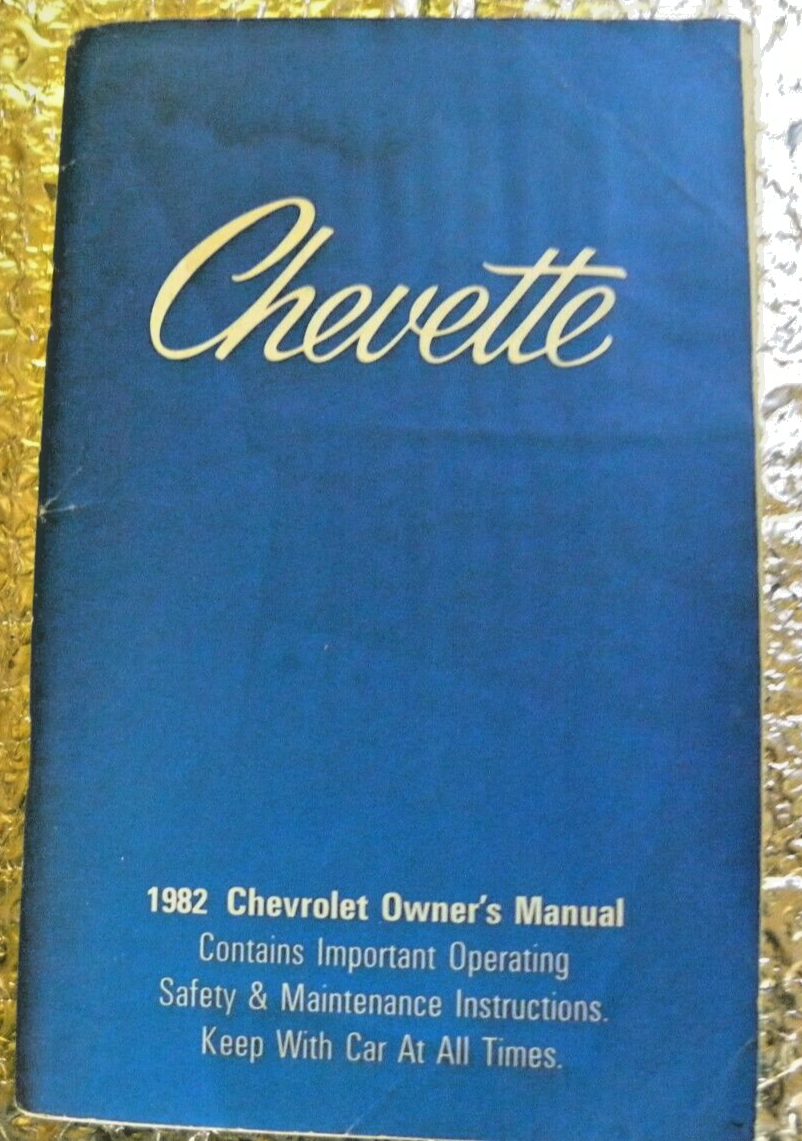 Chevette
1982 Chevrolet Owner's Manual
Contains Important Operating
Safety & Maintenance Instructions.
Keep With Car At All Times.